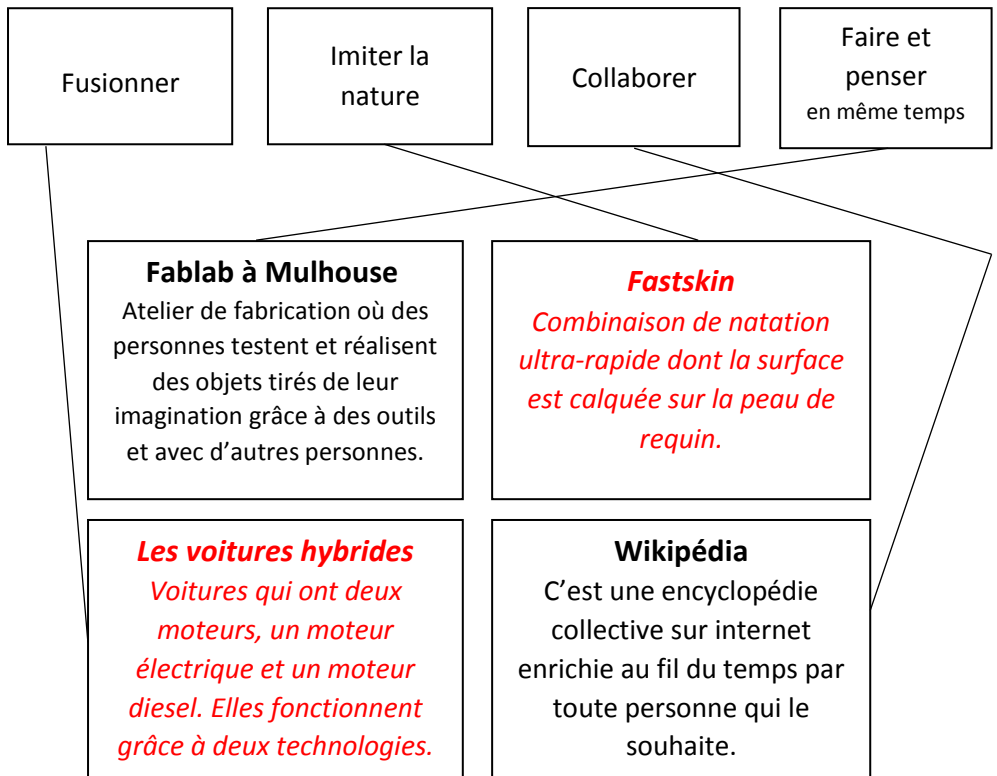 Fusionner
Imiter la
nature
Collaborer
Faire et
penser
en même temps
Fablab à Mulhouse
Atelier de fabrication où des
personnes testent et réalisent
des objets tirés de leur
imagination grâce à des outils
et avec d’autres personnes.
Fastskin
Combinaison de natation
ultra-rapide dont la surface
est calquée sur la peau de
requin.
Les voitures hybrides
Voitures qui ont deux
moteurs, un moteur
électrique et un moteur
diesel. Elles fonctionnent
grâce à deux technologies.
Wikipédia
C’est une encyclopédie
collective sur internet
enrichie au fil du temps par
toute personne qui le
souhaite.